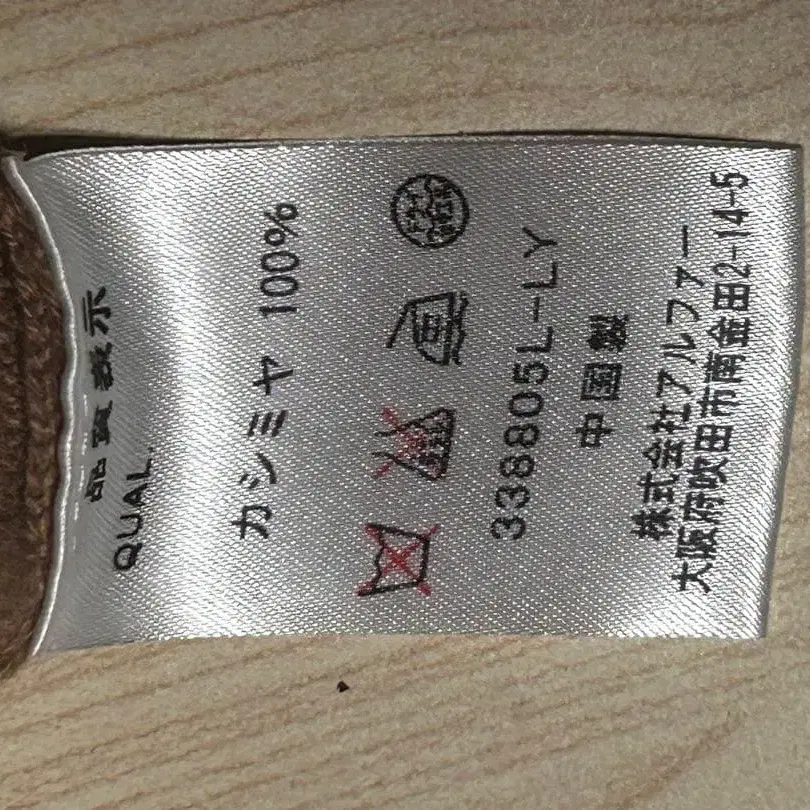 品質表示
QUAL.
カシミヤ 100%
338805L-LY
中国製
株式会社アルファー
大阪府吹田市南金田2-14-5